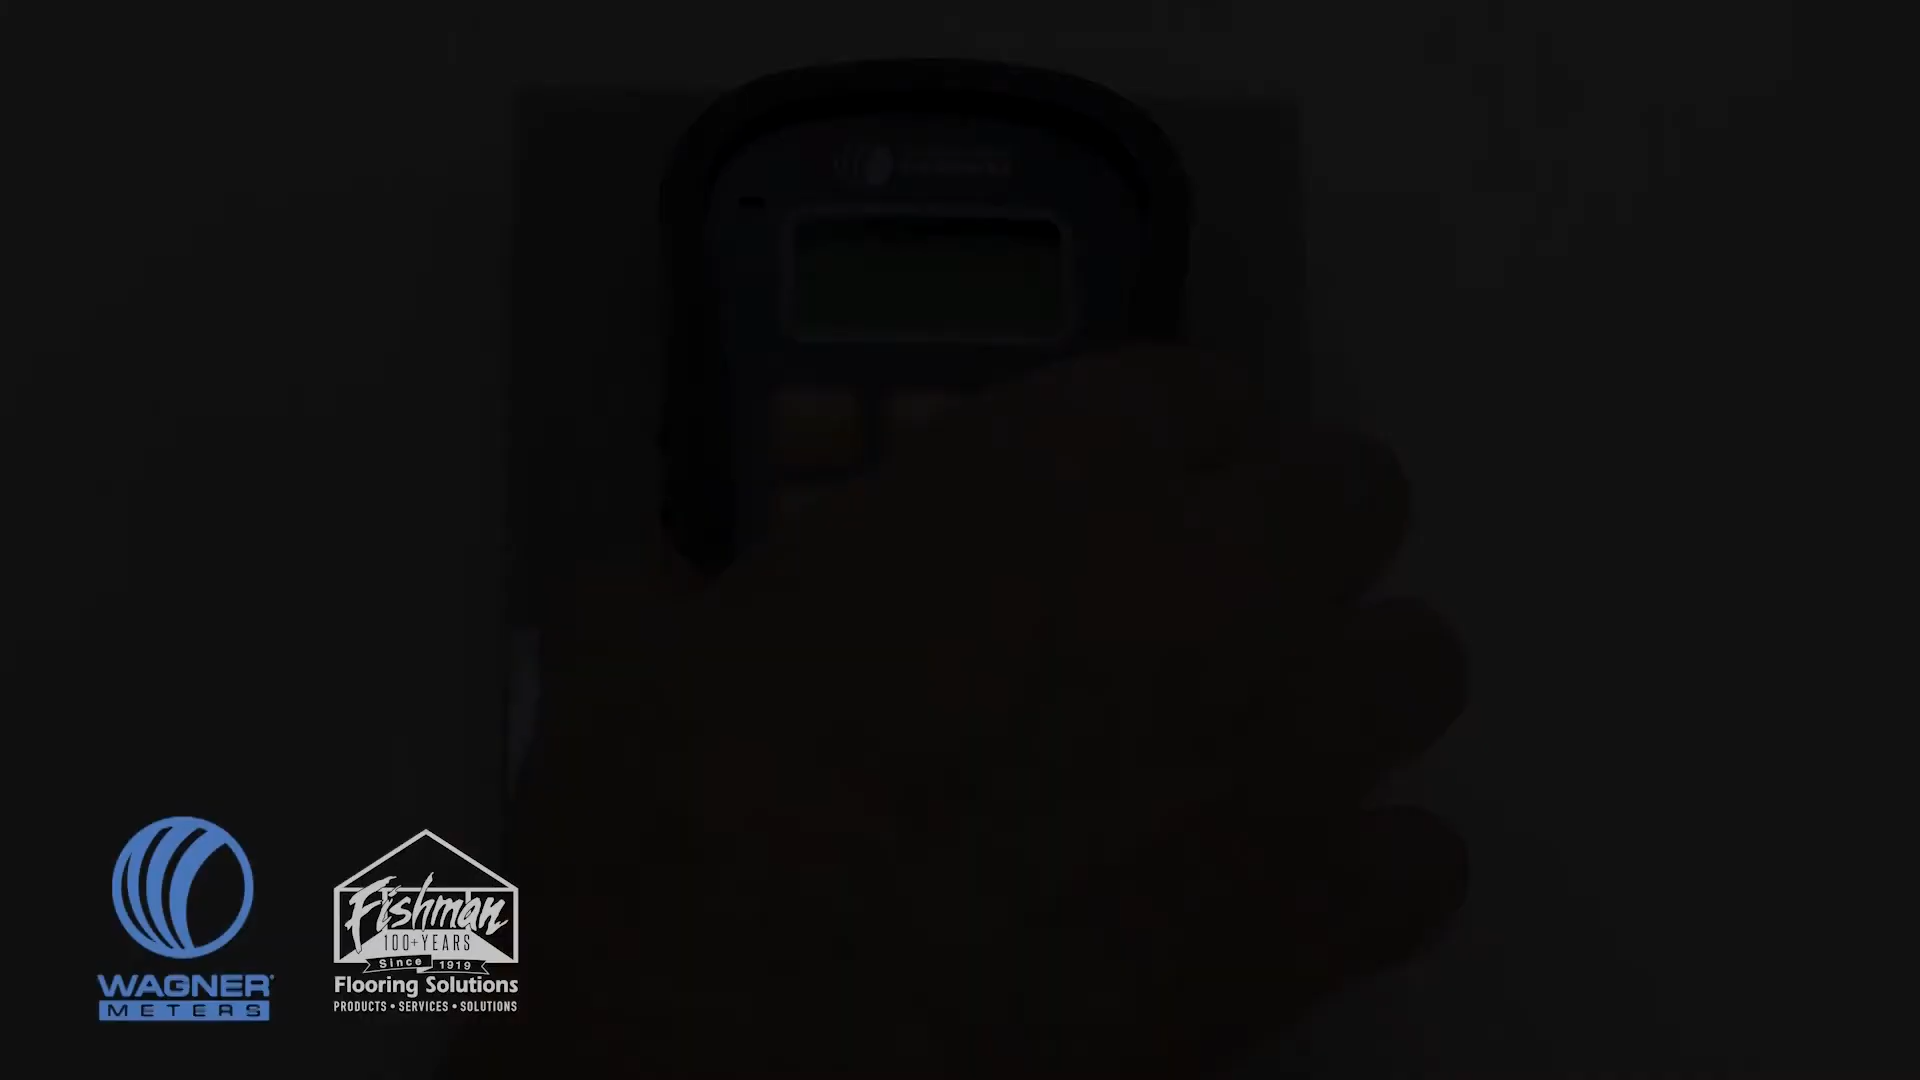 WAGNER
METERS
Fishman
100+ YEARS
Since 1919
Flooring Solutions
PRODUCTS • SERVICES • SOLUTIONS